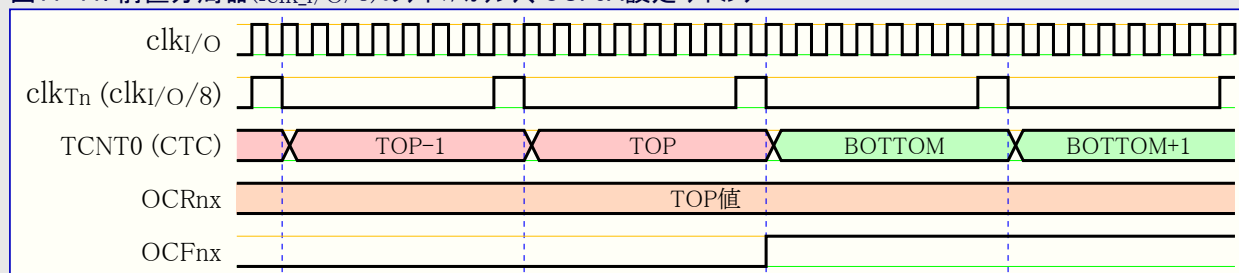 clkI/O
clkTn (clkI/O/8)
TCNT0 (CTC) TOP-1 TOP BOTTOM BOTTOM+1
OCRnx TOP値
OCFnx